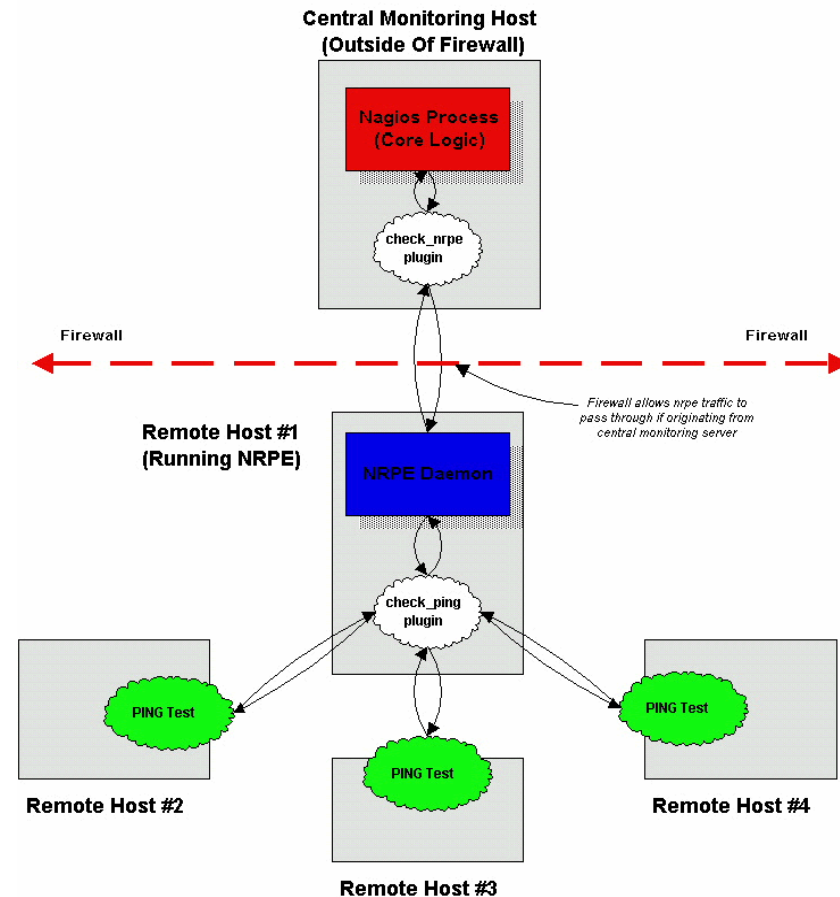 Central Monitoring Host
(Outside Of Firewall)
Nagios Process
(Core Logic)
check_nrpe
plugin
Firewall
Firewall
Firewall allows nrpe traffic to
pass through if originating from
central monitoring server
Remote Host #1
(Running NRPE)
NRPE Daemon
check_ping
plugin
PING Test
PING Test
PING Test
Remote Host #2
Remote Host #4
Remote Host #3